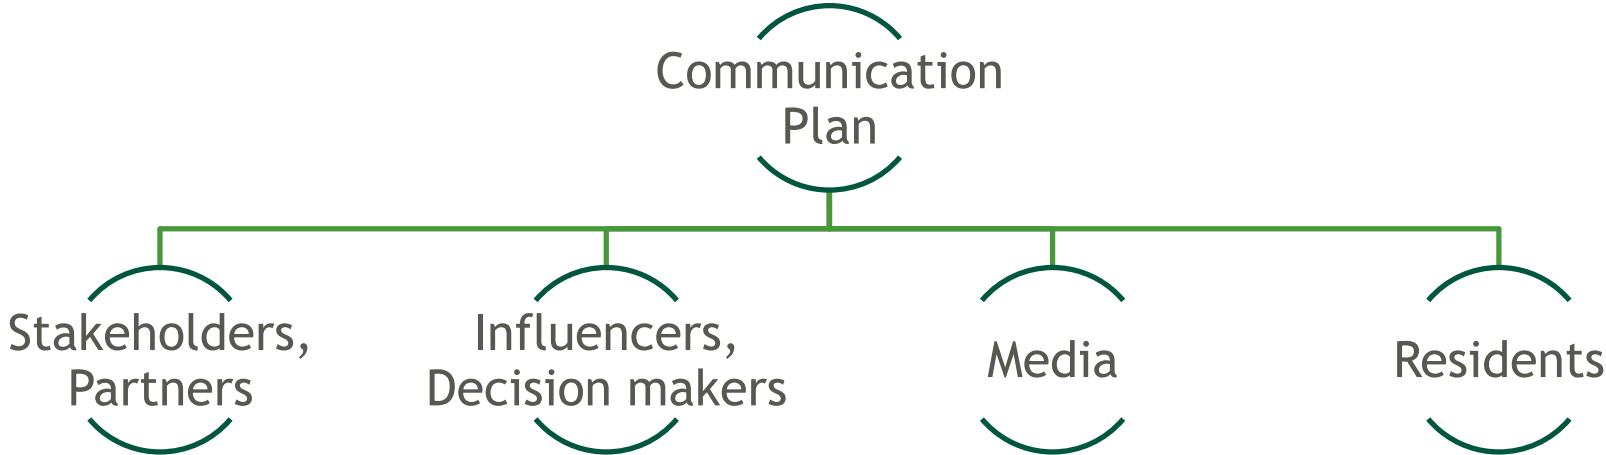 Communication
Plan
Stakeholders,
Partners
Influencers,
Decision makers
Media
Residents